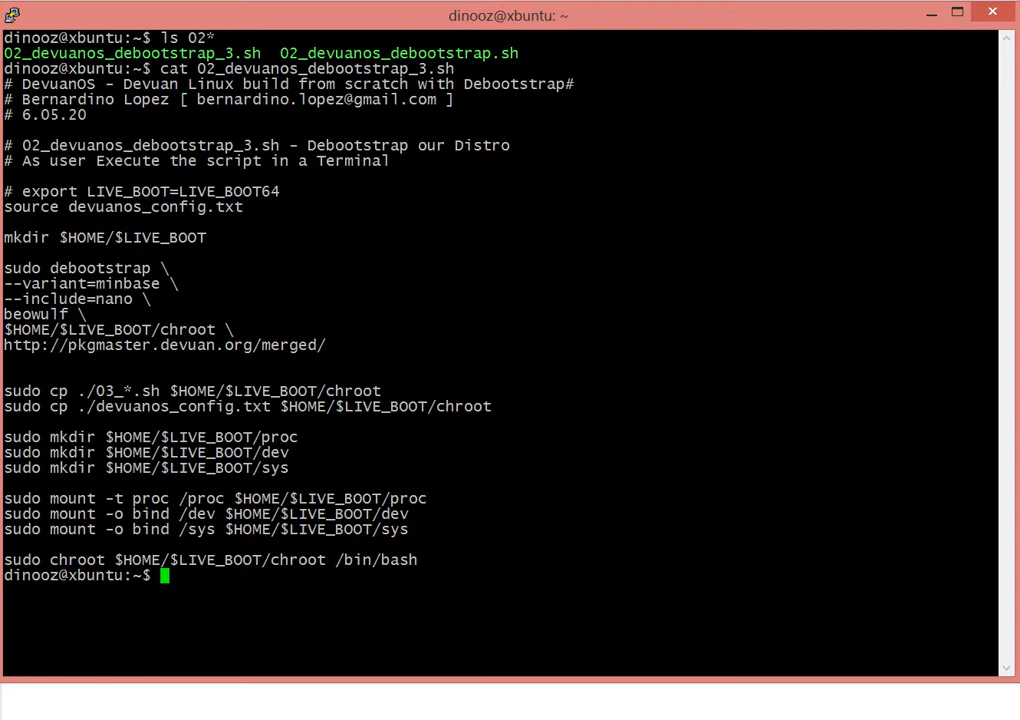 dinooz@xbuntu: ~
dinooz@xbuntu:~$ ls 02*
02_devuanos_debootstrap_3.sh  02_devuanos_debootstrap.sh
dinooz@xbuntu:~$ cat 02_devuanos_debootstrap_3.sh
# DevuanOS - Devuan Linux build from scratch with Debootstrap#
# Bernardino Lopez [ bernardino.lopez@gmail.com ]
# 6.05.20
# 02_devuanos_debootstrap_3.sh - Debootstrap our Distro
# As user Execute the script in a Terminal
# export LIVE_BOOT=LIVE_BOOT64
source devuanos_config.txt
mkdir $HOME/$LIVE_BOOT
sudo debootstrap \
--variant=minbase \
--include=nano \
beowulf \
$HOME/$LIVE_BOOT/chroot \
http://pkgmaster.devuan.org/merged/
sudo cp ./03_*.sh $HOME/$LIVE_BOOT/chroot
sudo cp ./devuanos_config.txt $HOME/$LIVE_BOOT/chroot
sudo mkdir $HOME/$LIVE_BOOT/proc
sudo mkdir $HOME/$LIVE_BOOT/dev
sudo mkdir $HOME/$LIVE_BOOT/sys
sudo mount -t proc /proc $HOME/$LIVE_BOOT/proc
sudo mount -o bind /dev $HOME/$LIVE_BOOT/dev
sudo mount -o bind /sys $HOME/$LIVE_BOOT/sys
sudo chroot $HOME/$LIVE_BOOT/chroot /bin/bash
dinooz@xbuntu:~$